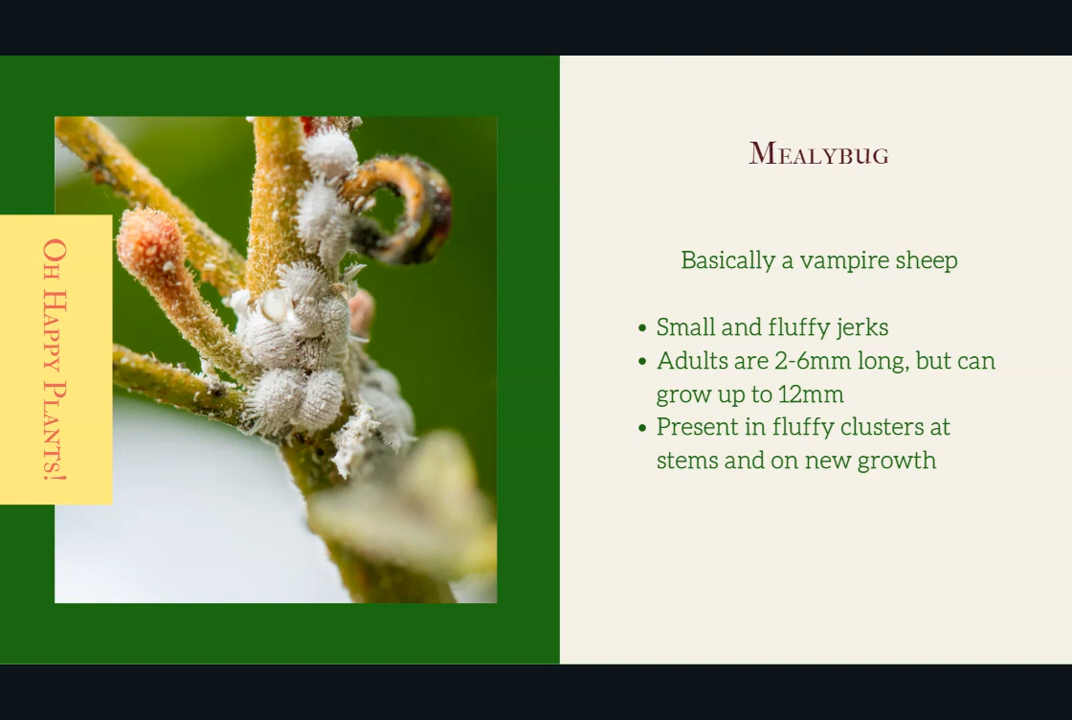 Oh Happy Plants!
Mealybug
Basically a vampire sheep
• Small and fluffy jerks
• Adults are 2-6mm long, but can
grow up to 12mm
• Present in fluffy clusters at
stems and on new growth